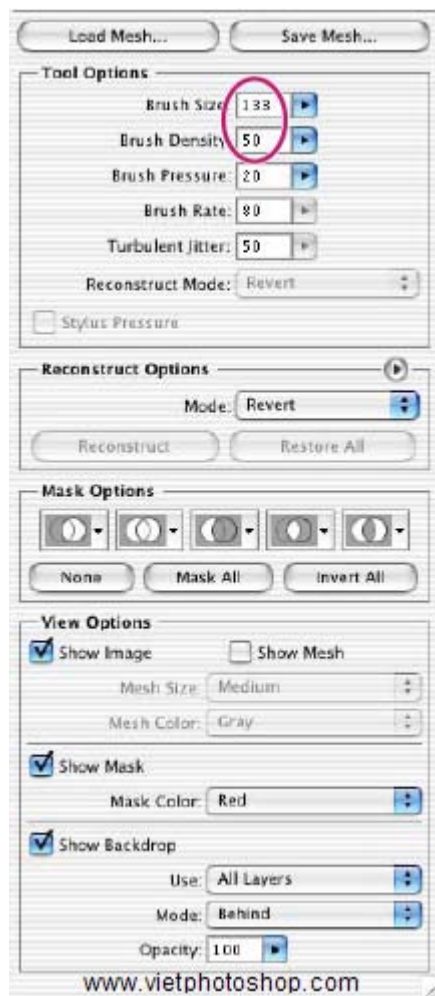 Load Mesh... Save Mesh...
Tool Options
Brush Size: 133
Brush Density: 50
Brush Pressure: 20
Brush Rate: 80
Turbulent Jitter: 50
Reconstruct Mode: Revert
Stylus Pressure
Reconstruct Options
Mode: Revert
Reconstruct Restore All
Mask Options
None Mask All Invert All
View Options
Show Image Show Mesh
Mesh Size: Medium
Mesh Color: Gray
Show Mask
Mask Color: Red
Show Backdrop
Use: All Layers
Mode: Behind
Opacity: 100
www.vietphotoshop.com